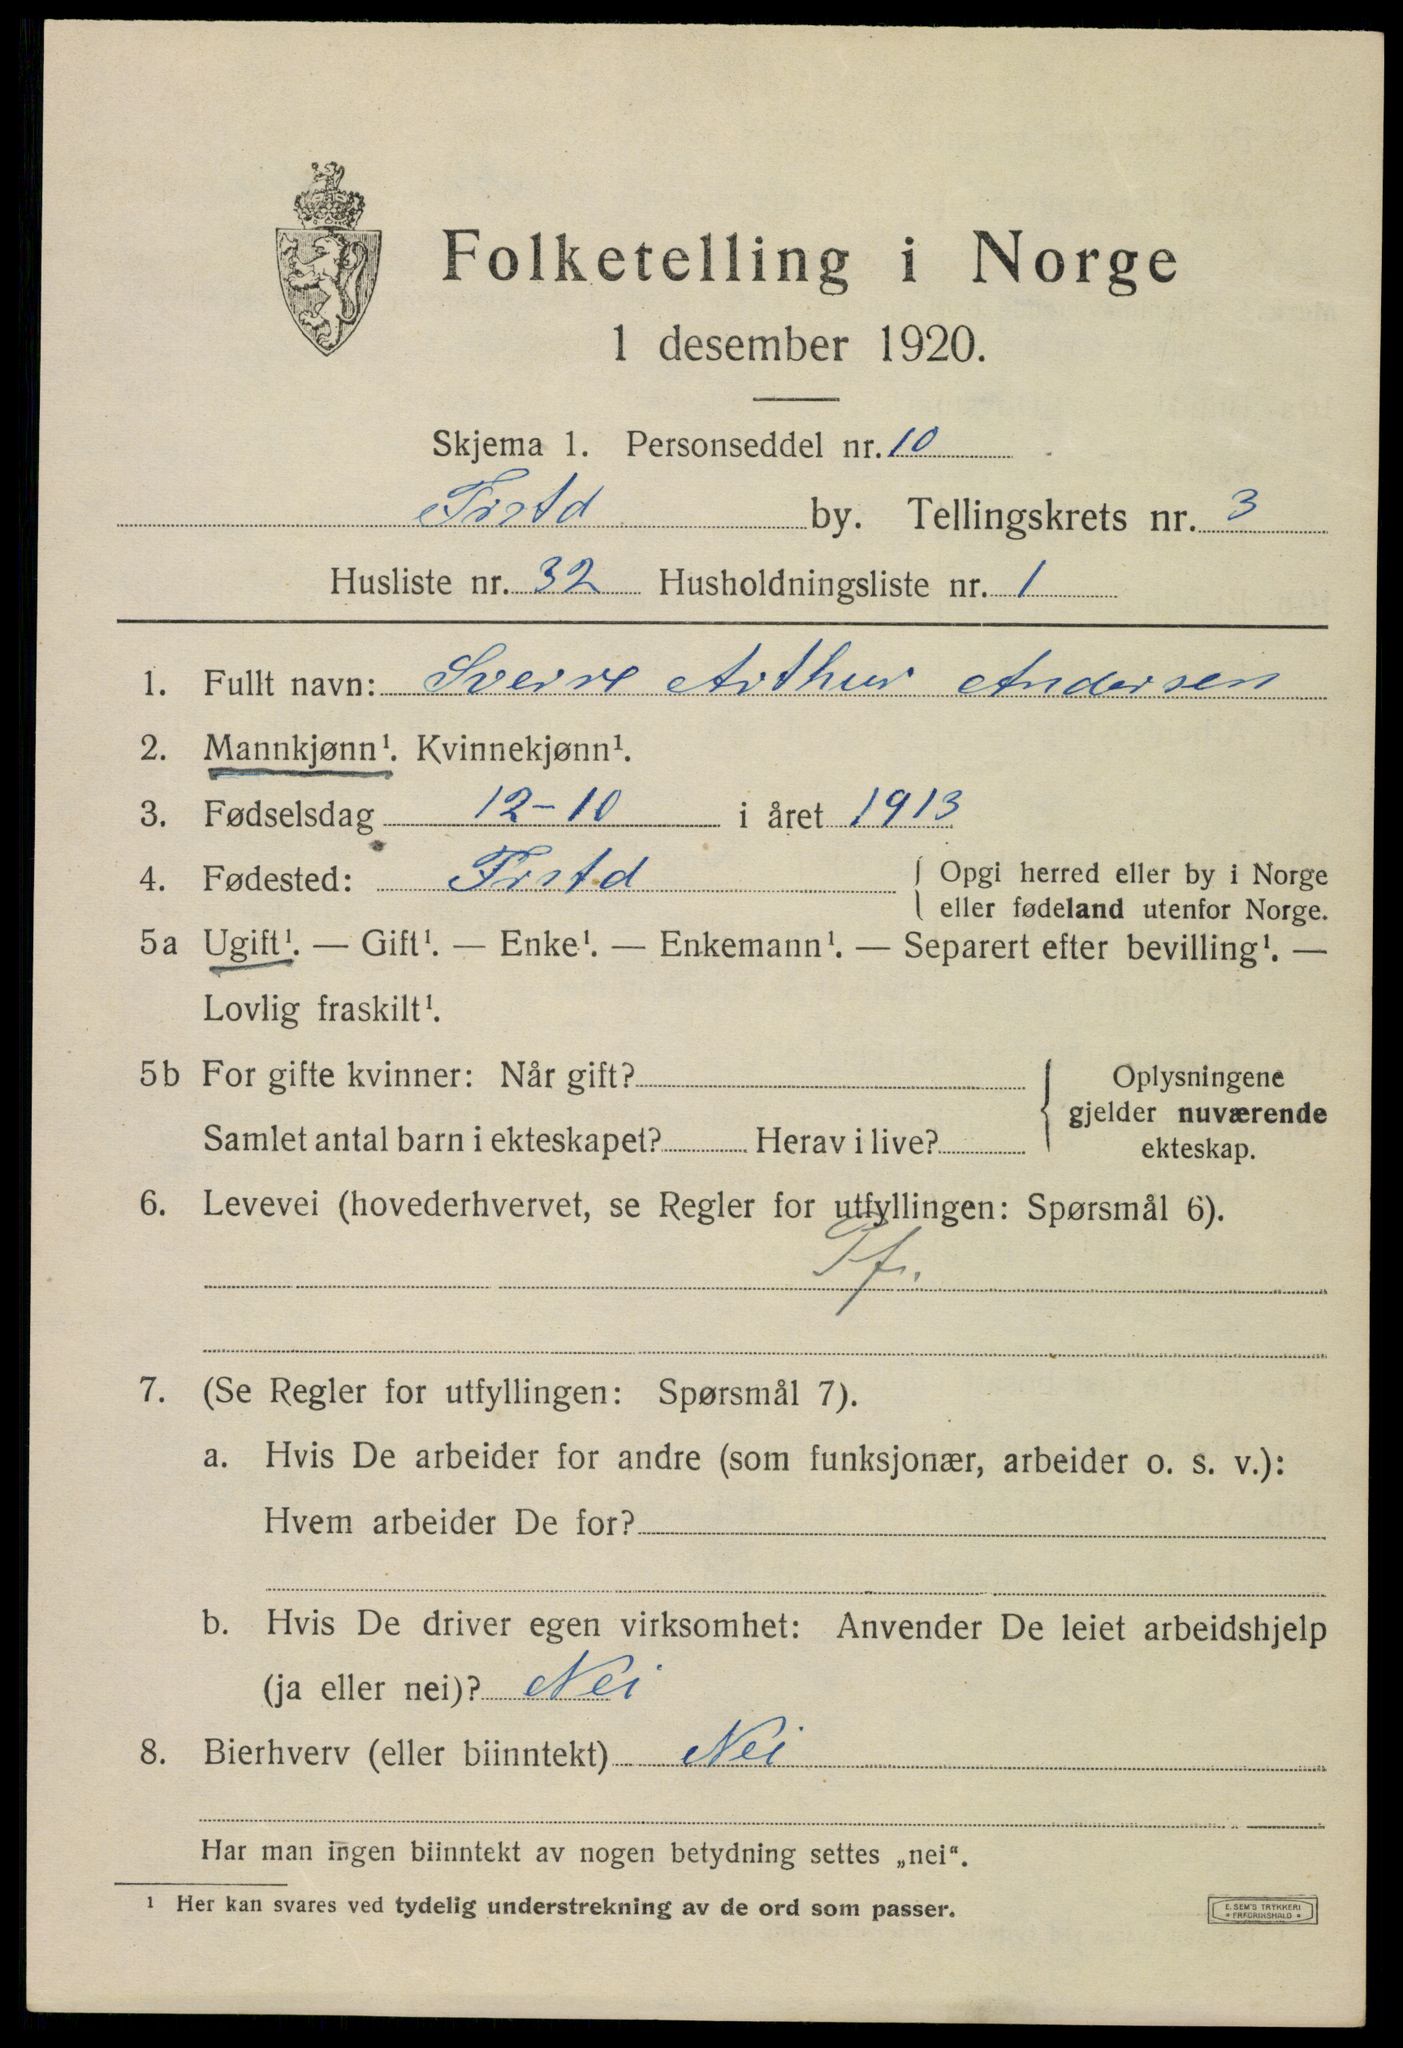 Folketelling i Norge
1 desember 1920.
Skjema 1. Personseddel nr. 10
Frstd by. Tellingskrets nr. 3
Husliste nr. 32 Husholdningsliste nr. 1
1. Fullt navn: Sverre Arthur Andersen
2. Mannkjønn¹. Kvinnekjønn¹.
3. Fødselsdag 12-10 i året 1913
4. Fødested: Frstd { Opgi herred eller by i Norge
eller fødeland utenfor Norge.
5a Ugift¹. — Gift¹. — Enke¹. — Enkemann¹. — Separert efter bevilling¹. —
Lovlig fraskilt¹.
5b For gifte kvinner: Når gift?
Samlet antal barn i ekteskapet? Herav i live?
{ Oplysningene
gjelder nuværende
ekteskap.
6. Levevei (hovederhvervet, se Regler for utfyllingen: Spørsmål 6).
7. (Se Regler for utfyllingen: Spørsmål 7).
a. Hvis De arbeider for andre (som funksjonær, arbeider o. s. v.):
Hvem arbeider De for?
b. Hvis De driver egen virksomhet: Anvender De leiet arbeidshjelp
(ja eller nei)? Nei
8. Bierhverv (eller biinntekt) Nei
Har man ingen biinntekt av nogen betydning settes „nei“.
¹ Her kan svares ved tydelig understrekning av de ord som passer.
E. SEM'S TRYKKERI
* FREDRIKSHALD *